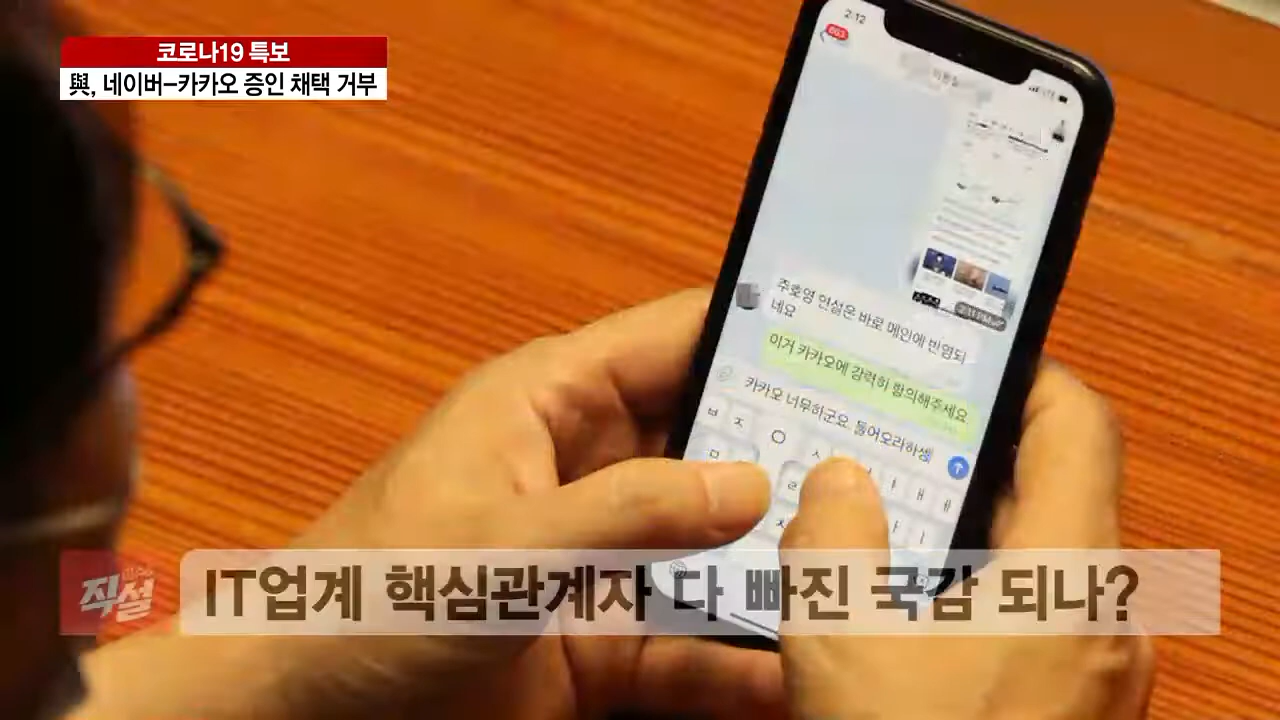 코로나19 특보
與, 네이버-카카오 증인 채택 거부
2:12
주호영 연설은 바로 메인에 반영되
네요
이거 카카오에 강력히 항의해주세요
카카오 너무하군요. 들어오라하셍
직설
IT업계 핵심관계자 다 빠진 국감 되나?